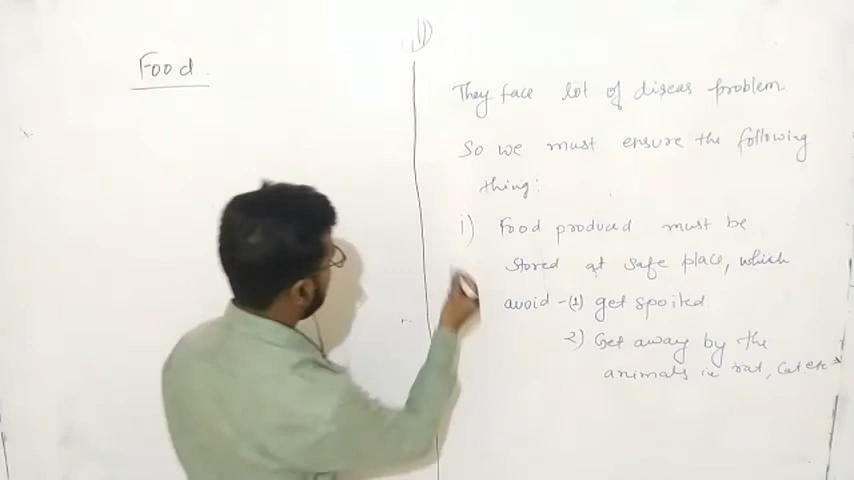 Food.
They face lot of diseas problem
So we must ensure the following
thing:
1) Food produced must be
stored at safe place, which
avoid -(1) get spoiled
2) Get away by the
animals ie rat, Cat etc